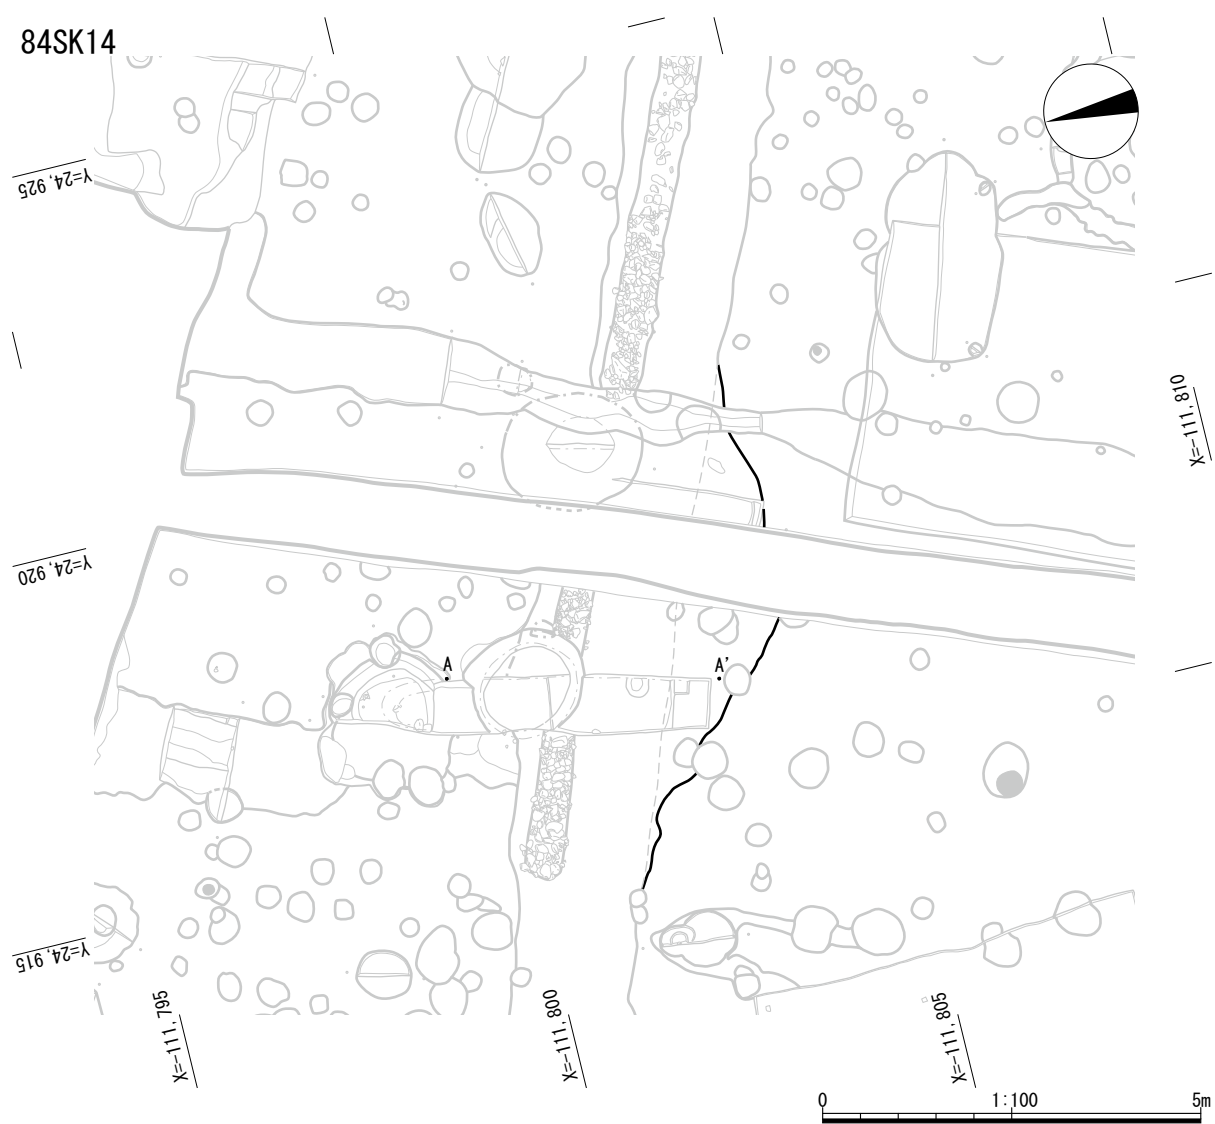 84SK14
Y=24,925
X=-111,810
Y=24,920
A
A'
Y=24,915
X=-111,795
X=-111,800
X=-111,805
0
1:100
5m